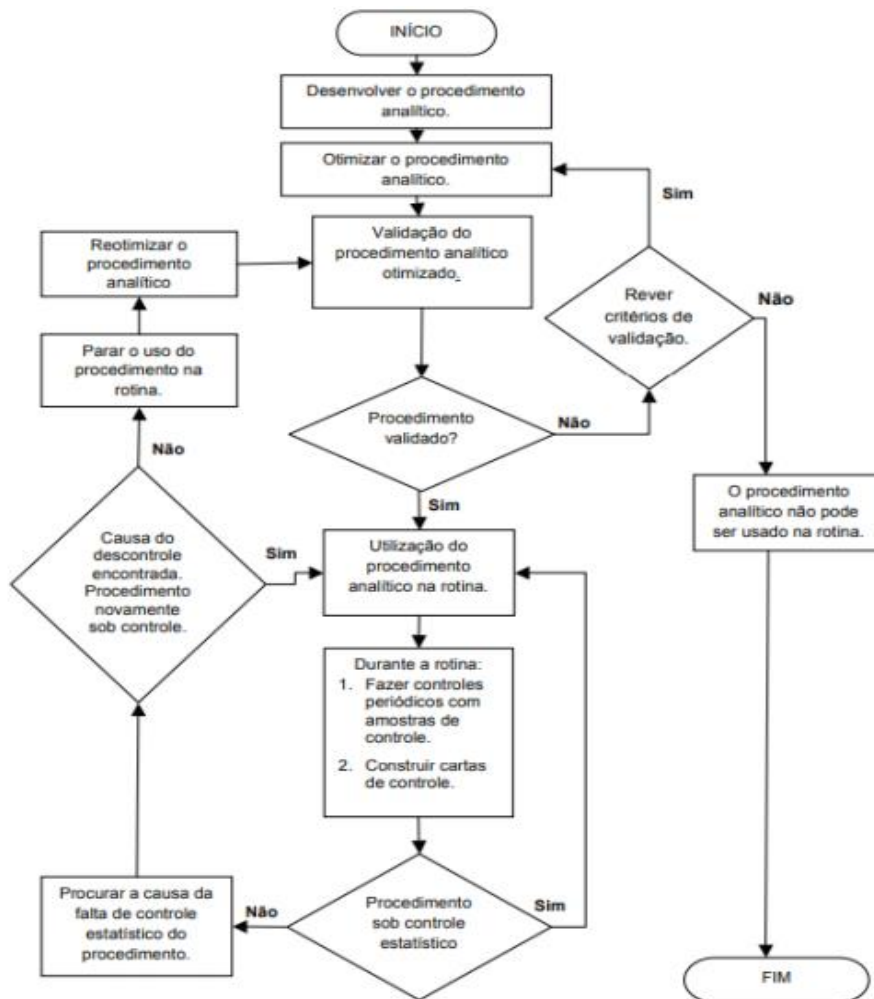 INÍCIO
Desenvolver o procedimento
analítico.
Otimizar o procedimento
analítico.
Sim
Validação do
procedimento analítico
otimizado.
Reotimizar o
procedimento
analítico
Rever
critérios de
validação.
Não
Parar o uso do
procedimento na
rotina.
Procedimento
validado?
Não
Não
Sim
O procedimento
analítico não pode
ser usado na rotina.
Causa do
descontrole
encontrada.
Procedimento
novamente
sob controle.
Sim
Utilização do
procedimento
analítico na rotina.
Durante a rotina:
1. Fazer controles
periódicos com
amostras de
controle.
2. Construir cartas
de controle.
Procurar a causa da
falta de controle
estatístico do
procedimento.
Não
Procedimento
sob controle
estatístico
Sim
FIM